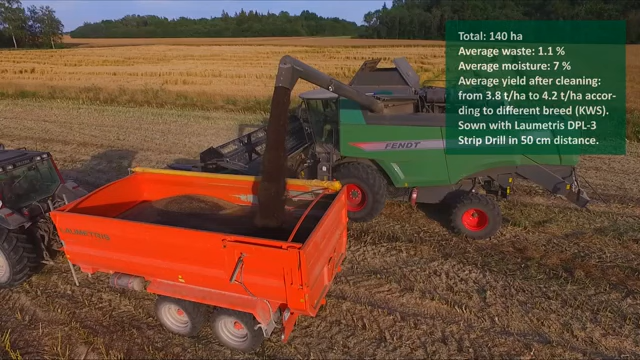 Total: 140 ha
Average waste: 1.1 %
Average moisture: 7 %
Average yield after cleaning:
from 3.8 t/ha to 4.2 t/ha accor-
ding to different breed (KWS).
Sown with Laumetris DPL-3
Strip Drill in 50 cm distance.
FENDT
LAUMETRIS